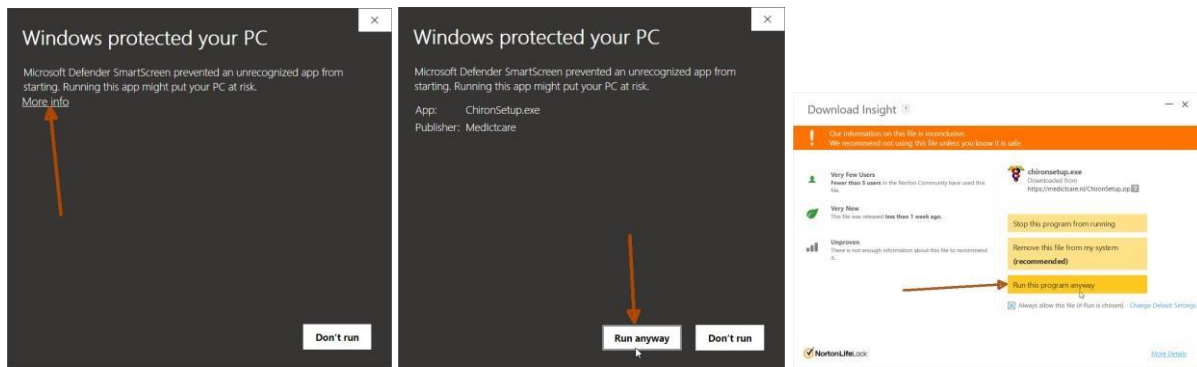 Windows protected your PC
Microsoft Defender SmartScreen prevented an unrecognized app from
starting. Running this app might put your PC at risk.
More info
Don't run
Windows protected your PC
Microsoft Defender SmartScreen prevented an unrecognized app from
starting. Running this app might put your PC at risk.
App: ChironSetup.exe
Publisher: Medictcare
Run anyway
Don't run
Download Insight
Our information on this file is inconclusive.
We recommend not using this file unless you know it is safe.
Very Few Users
Fewer than 5 users in the Norton Community have used this
file.
Very New
This file was released less than 1 week ago.
Unproven
There is not enough information about this file to recommend
it.
chironsetup.exe
Downloaded from
https://medictcare.nl/ChironSetup.zip
Stop this program from running
Remove this file from my system
(recommended)
Run this program anyway
Always allow this file (if Run is chosen). Change Default Settings
NortonLifeLock
More Details